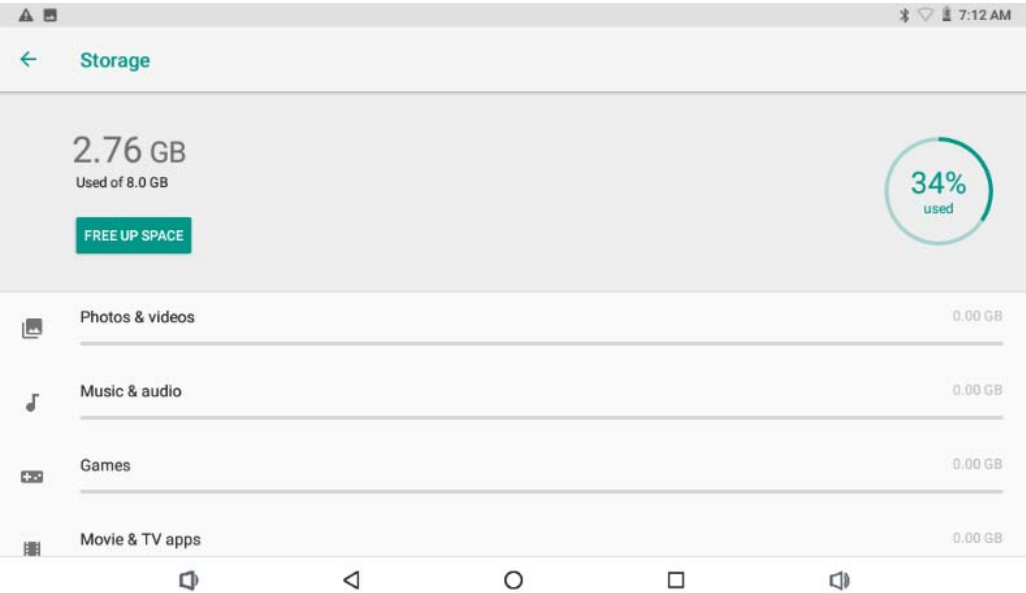 7:12 AM
Storage
2.76 GB
Used of 8.0 GB
34%
used
FREE UP SPACE
Photos & videos
0.00 GB
Music & audio
0.00 GB
Games
0.00 GB
Movie & TV apps
0.00 GB